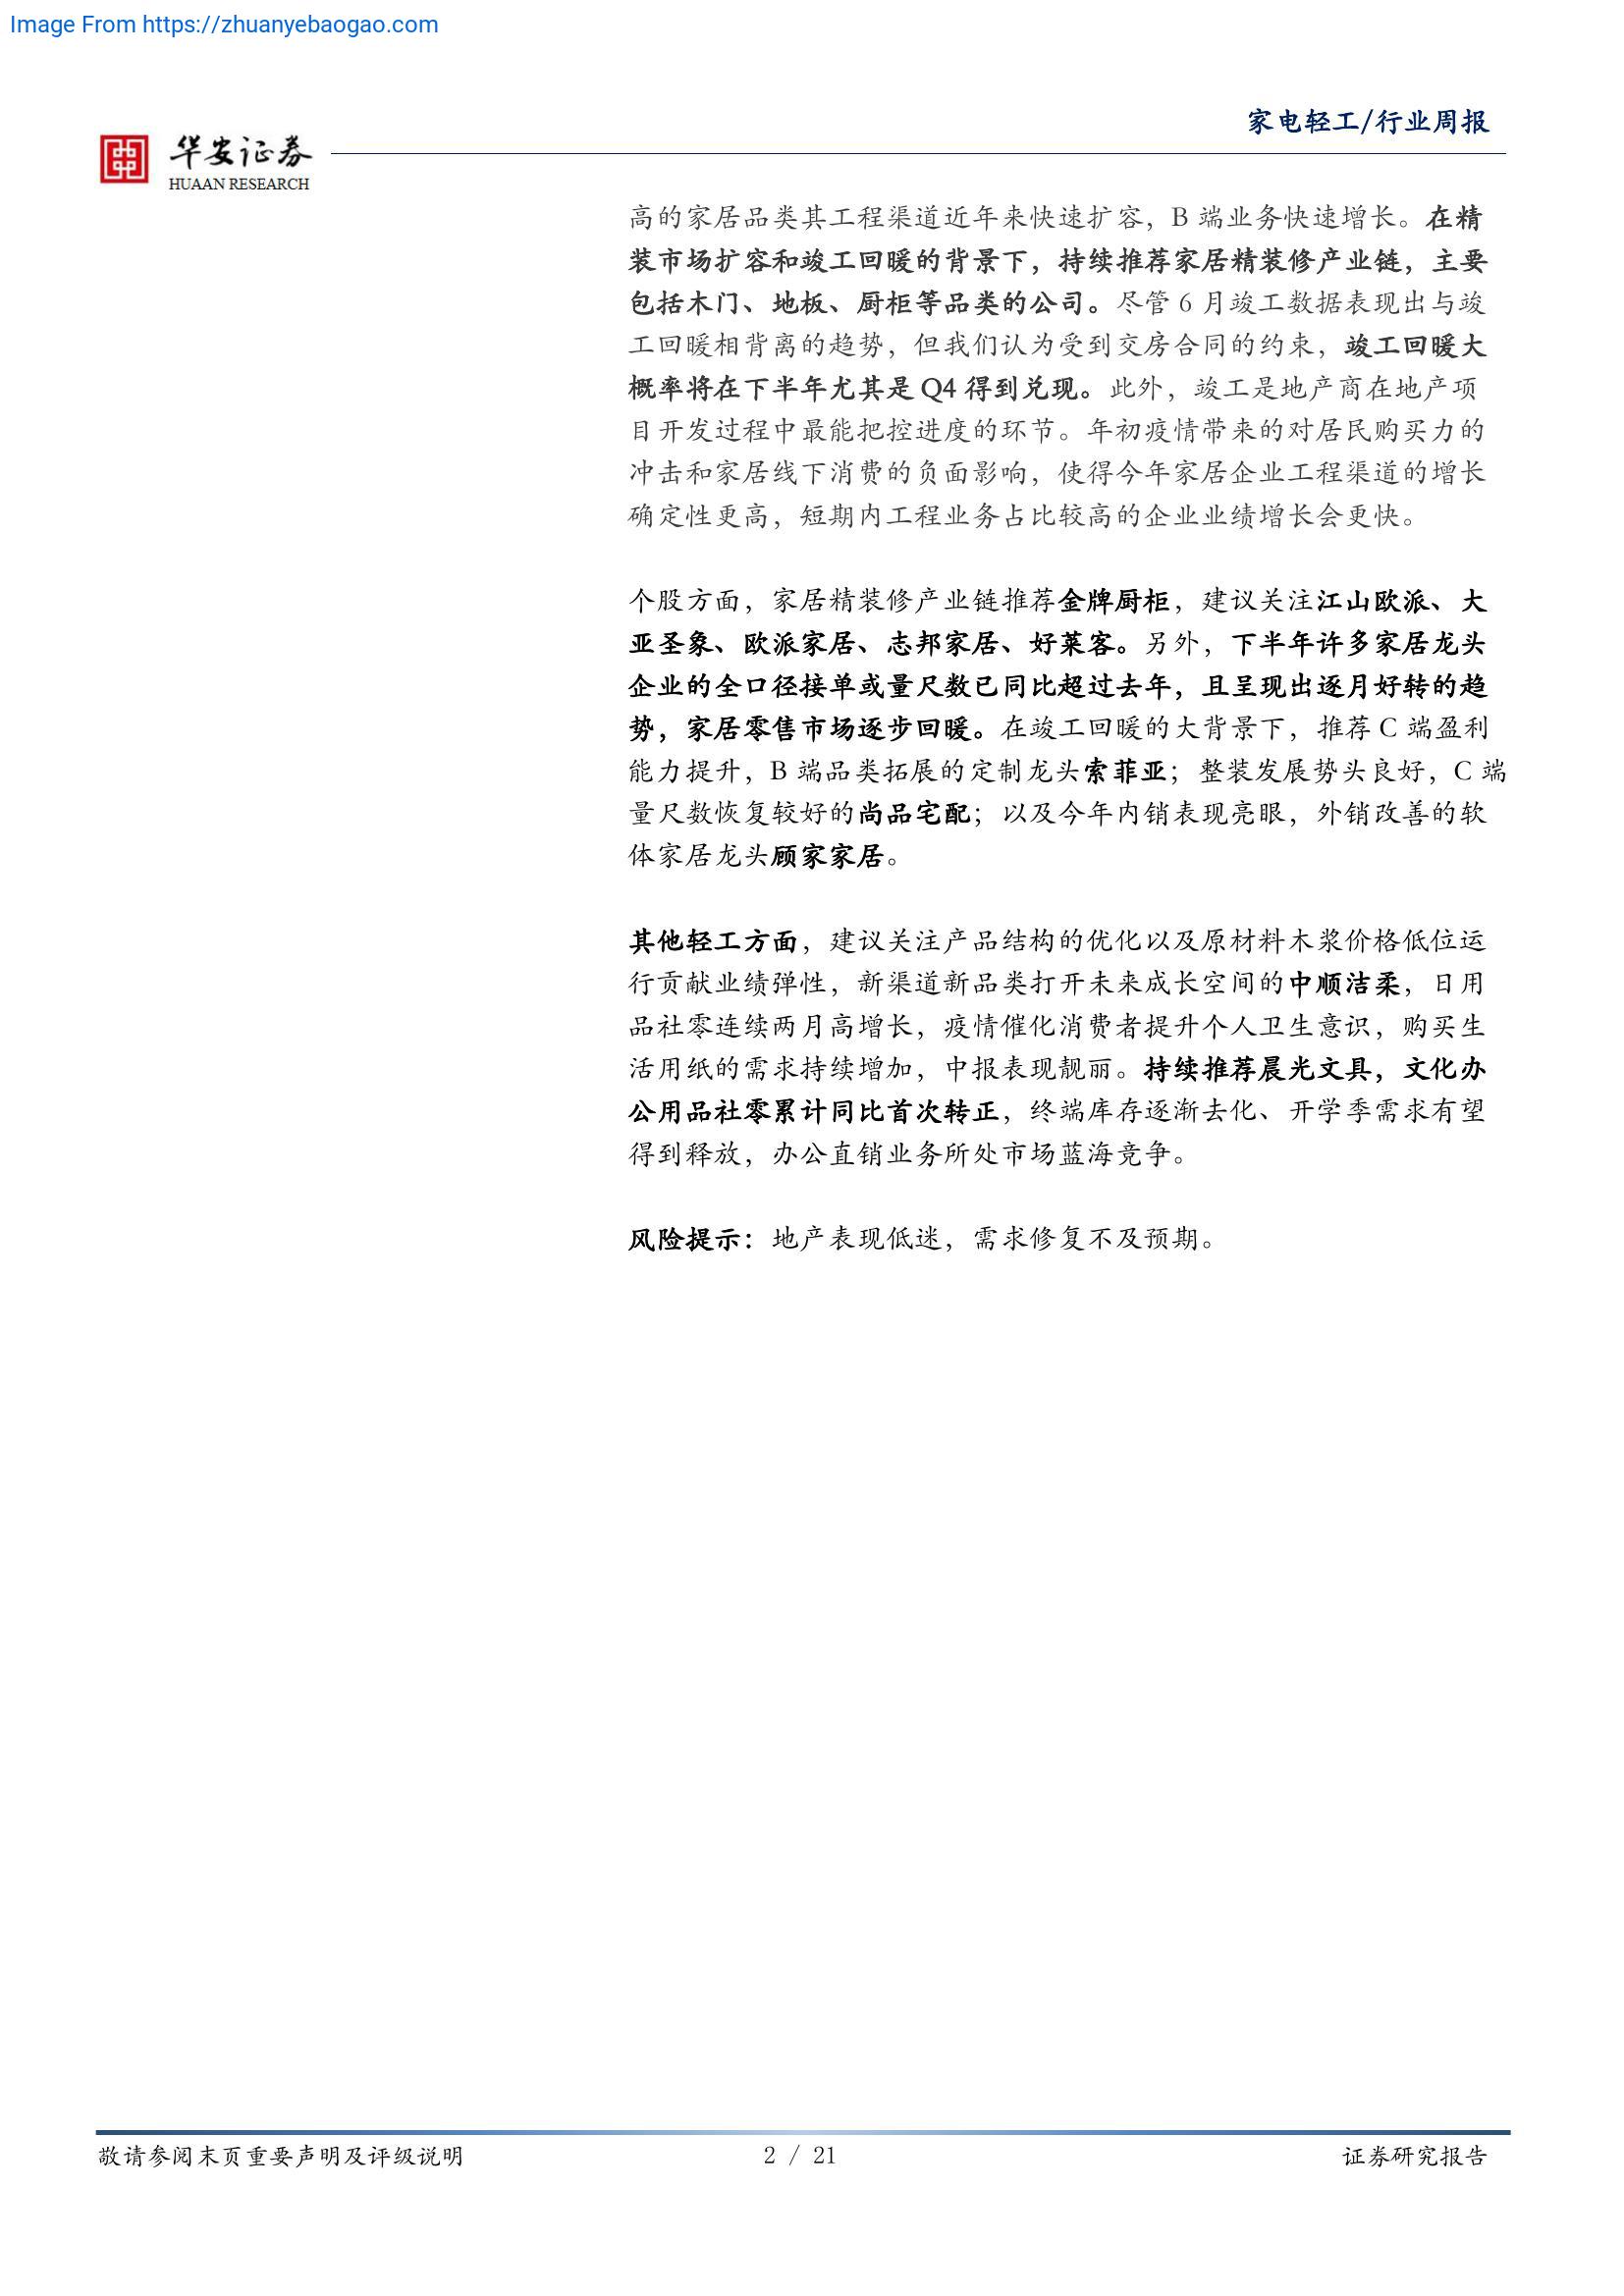 Image From https://zhuanyebaogao.com
家电轻工/行业周报
华安证券
HUAAN RESEARCH
高的家居品类其工程渠道近年来快速扩容，B 端业务快速增长。在精
装市场扩容和竣工回暖的背景下，持续推荐家居精装修产业链，主要
包括木门、地板、厨柜等品类的公司。尽管 6 月竣工数据表现出与竣
工回暖相背离的趋势，但我们认为受到交房合同的约束，竣工回暖大
概率将在下半年尤其是 Q4 得到兑现。此外，竣工是地产商在地产项
目开发过程中最能把控进度的环节。年初疫情带来的对居民购买力的
冲击和家居线下消费的负面影响，使得今年家居企业工程渠道的增长
确定性更高，短期内工程业务占比较高的企业业绩增长会更快。
个股方面，家居精装修产业链推荐金牌厨柜，建议关注江山欧派、大
亚圣象、欧派家居、志邦家居、好莱客。另外，下半年许多家居龙头
企业的全口径接单或量尺数已同比超过去年，且呈现出逐月好转的趋
势，家居零售市场逐步回暖。在竣工回暖的大背景下，推荐 C 端盈利
能力提升，B 端品类拓展的定制龙头索菲亚；整装发展势头良好，C 端
量尺数恢复较好的尚品宅配；以及今年内销表现亮眼，外销改善的软
体家居龙头顾家家居。
其他轻工方面，建议关注产品结构的优化以及原材料木浆价格低位运
行贡献业绩弹性，新渠道新品类打开未来成长空间的中顺洁柔，日用
品社零连续两月高增长，疫情催化消费者提升个人卫生意识，购买生
活用纸的需求持续增加，中报表现靓丽。持续推荐晨光文具，文化办
公用品社零累计同比首次转正，终端库存逐渐去化、开学季需求有望
得到释放，办公直销业务所处市场蓝海竞争。
风险提示：地产表现低迷，需求修复不及预期。
敬请参阅末页重要声明及评级说明
2 / 21
证券研究报告